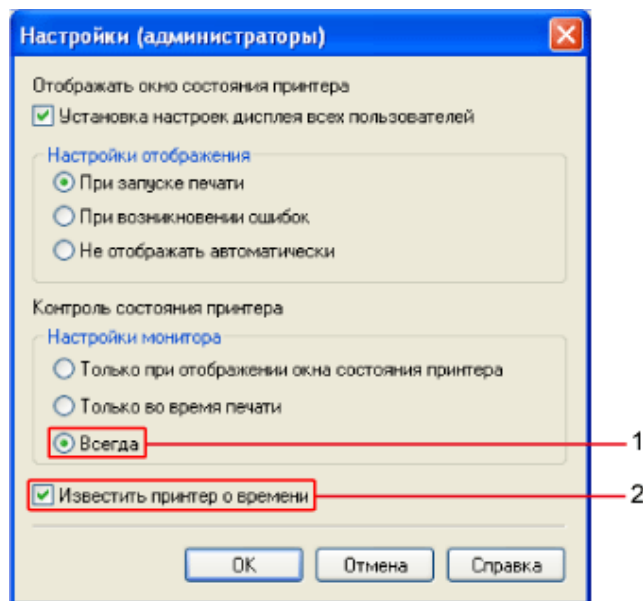 Настройки (администраторы)
Отображать окно состояния принтера
Установка настроек дисплея всех пользователей
Настройки отображения
При запуске печати
При возникновении ошибок
Не отображать автоматически
Контроль состояния принтера
Настройки монитора
Только при отображении окна состояния принтера
Только во время печати
Всегда
1
Известить принтер о времени
2
OK
Отмена
Справка